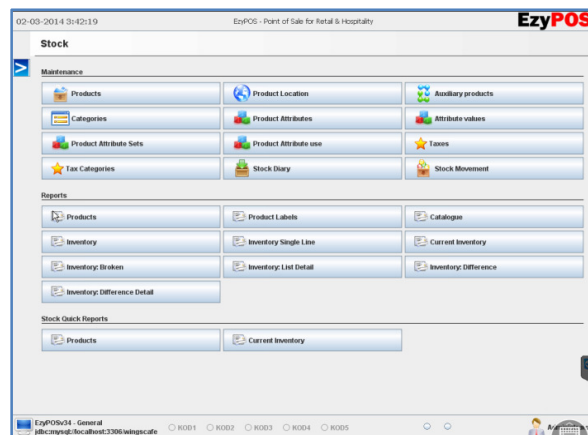 02-03-2014 3:42:19 EzyPOS - Point of Sale for Retail & Hospitality EzyPOS
Stock
>
Maintenance
Products Product Location Auxiliary products
Categories Product Attributes Attribute values
Product Attribute Sets Product Attribute use Taxes
Tax Categories Stock Diary Stock Movement
Reports
Products Product Labels Catalogue
Inventory Inventory Single Line Current Inventory
Inventory: Broken Inventory: List Detail Inventory: Difference
Inventory: Difference Detail
Stock Quick Reports
Products Current Inventory
EzyPOSv34 - General
jdbc:mysql://localhost:3306/wingscafe KOD1 KOD2 KOD3 KOD4 KOD5